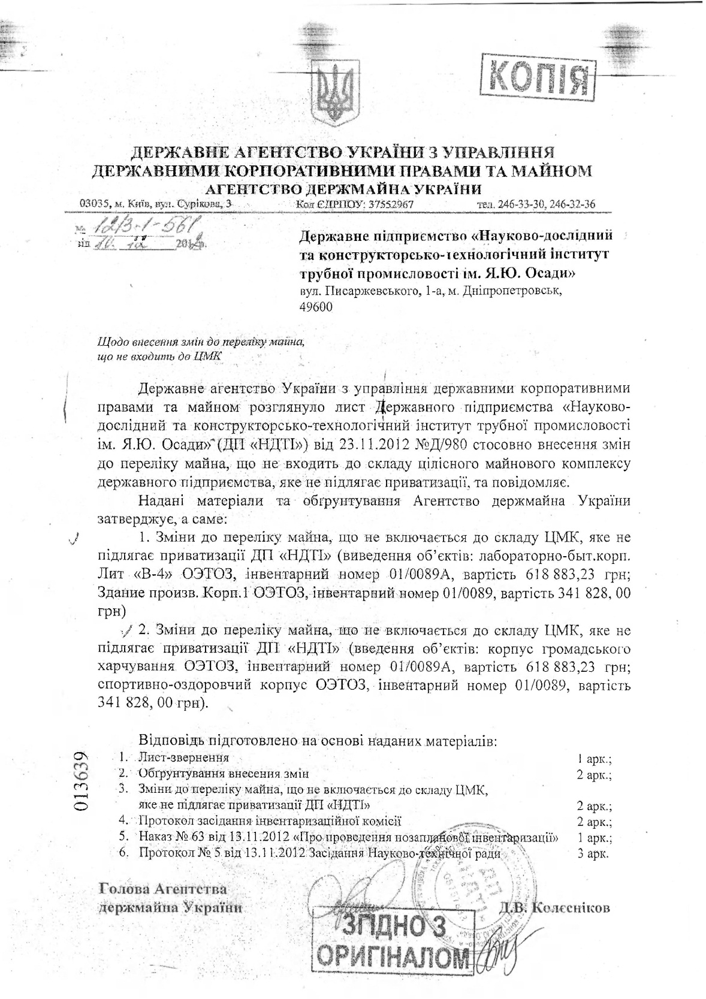 КОПІЯ
ДЕРЖАВНЕ АГЕНТСТВО УКРАЇНИ З УПРАВЛІННЯ
ДЕРЖАВНИМИ КОРПОРАТИВНИМИ ПРАВАМИ ТА МАЙНОМ
АГЕНТСТВО ДЕРЖМАЙНА УКРАЇНИ
03035, м. Київ, вул. Сурікова, 3 Код ЄДРПОУ: 37552967 тел. 246-33-30, 246-32-36
№ 12/3-1-561
від 10. 12 2012р.
Державне підприємство «Науково-дослідний
та конструкторсько-технологічний інститут
трубної промисловості ім. Я.Ю. Осади»
вул. Писаржевського, 1-а, м. Дніпропетровськ,
49600
Щодо внесення змін до переліку майна,
що не входить до ЦМК
Державне агентство України з управління державними корпоративними
правами та майном розглянуло лист Державного підприємства «Науково-
дослідний та конструкторсько-технологічний інститут трубної промисловості
ім. Я.Ю. Осади» (ДП «НДТІ») від 23.11.2012 №Д/980 стосовно внесення змін
до переліку майна, що не входить до складу цілісного майнового комплексу
державного підприємства, яке не підлягає приватизації, та повідомляє.
Надані матеріали та обґрунтування Агентство держмайна України
затверджує, а саме:
1. Зміни до переліку майна, що не включається до складу ЦМК, яке не
підлягає приватизації ДП «НДТІ» (виведення об’єктів: лабораторно-быт.корп.
Лит «В-4» ОЭТОЗ, інвентарний номер 01/0089А, вартість 618 883,23 грн;
Здание произв. Корп.1 ОЭТОЗ, інвентарний номер 01/0089, вартість 341 828, 00
грн)
2. Зміни до переліку майна, що не включається до складу ЦМК, яке не
підлягає приватизації ДП «НДТІ» (введення об’єктів: корпус громадського
харчування ОЭТОЗ, інвентарний номер 01/0089А, вартість 618 883,23 грн;
спортивно-оздоровчий корпус ОЭТОЗ, інвентарний номер 01/0089, вартість
341 828, 00 грн).
Відповідь підготовлено на основі наданих матеріалів:
1. Лист-звернення 1 арк.;
2. Обґрунтування внесення змін 2 арк.;
3. Зміни до переліку майна, що не включається до складу ЦМК,
яке не підлягає приватизації ДП «НДТІ» 2 арк.;
4. Протокол засідання інвентаризаційної комісії 2 арк.;
5. Наказ № 63 від 13.11.2012 «Про проведення позапланової інвентаризації» 1 арк.;
6. Протокол № 5 від 13.11.2012 Засідання Науково-технічної ради 3 арк.
013639
Голова Агентства
держмайна України Д.В. Колєсніков
ЗГІДНО З
ОРИГІНАЛОМ